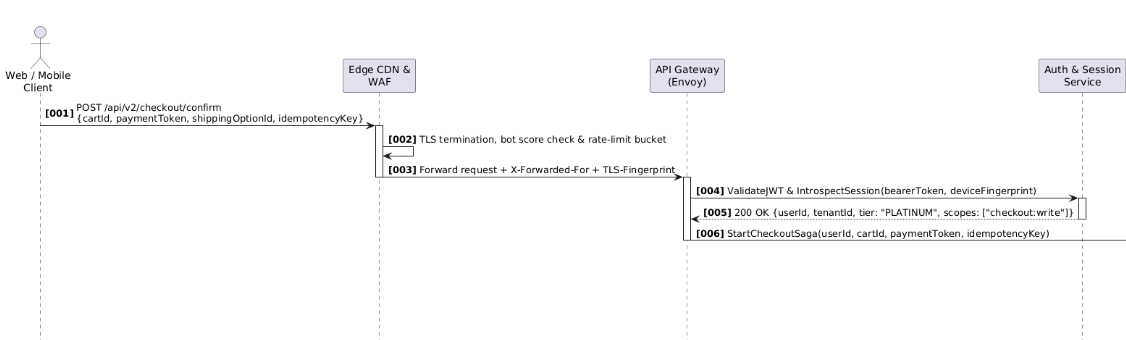 Web / Mobile
Client
Edge CDN &
WAF
API Gateway
(Envoy)
Auth & Session
Service
[001] POST /api/v2/checkout/confirm
{cartId, paymentToken, shippingOptionId, idempotencyKey}
[002] TLS termination, bot score check & rate-limit bucket
[003] Forward request + X-Forwarded-For + TLS-Fingerprint
[004] ValidateJWT & IntrospectSession(bearerToken, deviceFingerprint)
[005] 200 OK {userId, tenantId, tier: "PLATINUM", scopes: ["checkout:write"]}
[006] StartCheckoutSaga(userId, cartId, paymentToken, idempotencyKey)